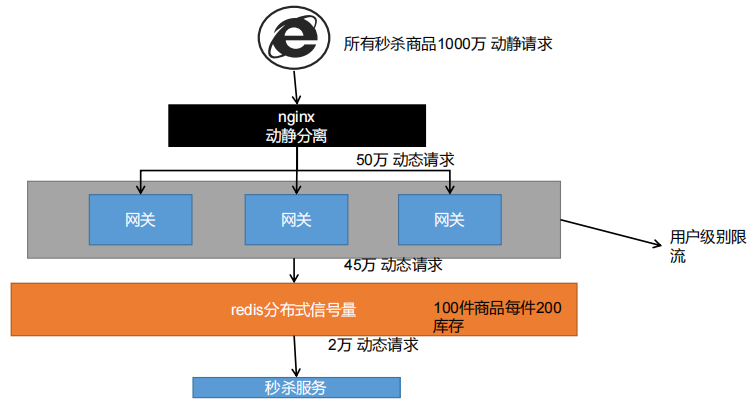 所有秒杀商品1000万 动静请求
nginx
动静分离
50万 动态请求
网关
网关
网关
用户级别限
流
45万 动态请求
redis分布式信号量
100件商品每件200
库存
2万 动态请求
秒杀服务